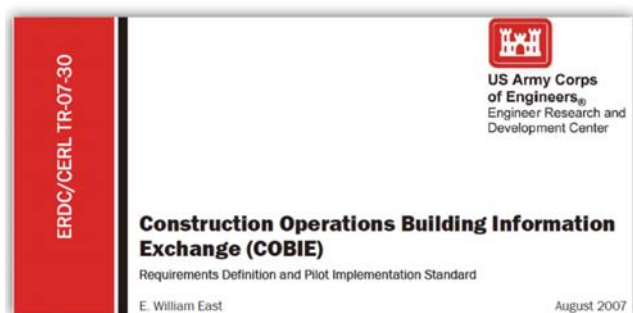 ERDC/CERL TR-07-30
US Army Corps
of Engineers®
Engineer Research and
Development Center
Construction Operations Building Information
Exchange (COBIE)
Requirements Definition and Pilot Implementation Standard
E. William East August 2007